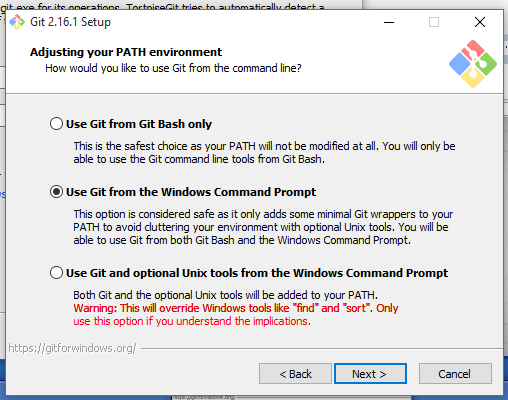 git.exe for its operations. TortoiseGit tries to automatically detect a
Git 2.16.1 Setup
Adjusting your PATH environment
How would you like to use Git from the command line?
Use Git from Git Bash only
This is the safest choice as your PATH will not be modified at all. You will only be
able to use the Git command line tools from Git Bash.
Use Git from the Windows Command Prompt
This option is considered safe as it only adds some minimal Git wrappers to your
PATH to avoid cluttering your environment with optional Unix tools. You will be
able to use Git from both Git Bash and the Windows Command Prompt.
Use Git and optional Unix tools from the Windows Command Prompt
Both Git and the optional Unix tools will be added to your PATH.
Warning: This will override Windows tools like "find" and "sort". Only
use this option if you understand the implications.
https://gitforwindows.org/
< Back
Next >
Cancel